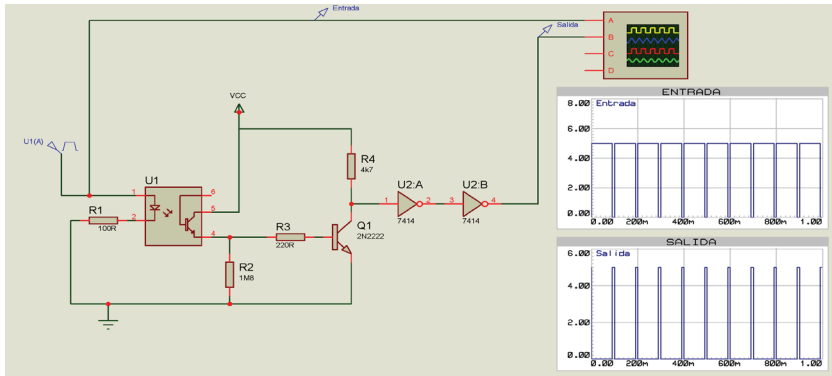 Entrada
Salida
A
B
C
D
VCC
U1(A)
U1
1
2
6
5
4
R1
100R
R2
1M8
R3
220R
R4
4k7
Q1
2N2222
U2:A
1
2
7414
U2:B
3
4
7414
ENTRADA
Entrada
8.00
6.00
4.00
2.00
0.00
0.00 200m 400m 600m 800m 1.00
SALIDA
Salida
6.00
4.00
2.00
0.00
0.00 200m 400m 600m 800m 1.00